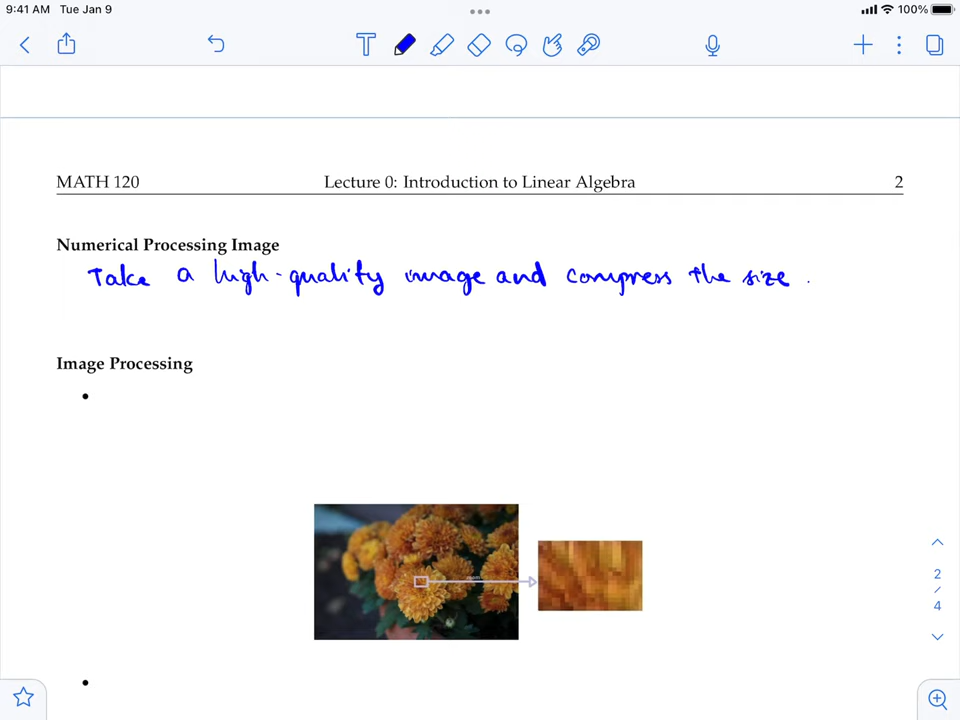 9:41 AM Tue Jan 9 100%
MATH 120 Lecture 0: Introduction to Linear Algebra 2
Numerical Processing Image
Take a high-quality image and compress the size.
Image Processing
•
2
/
4
•